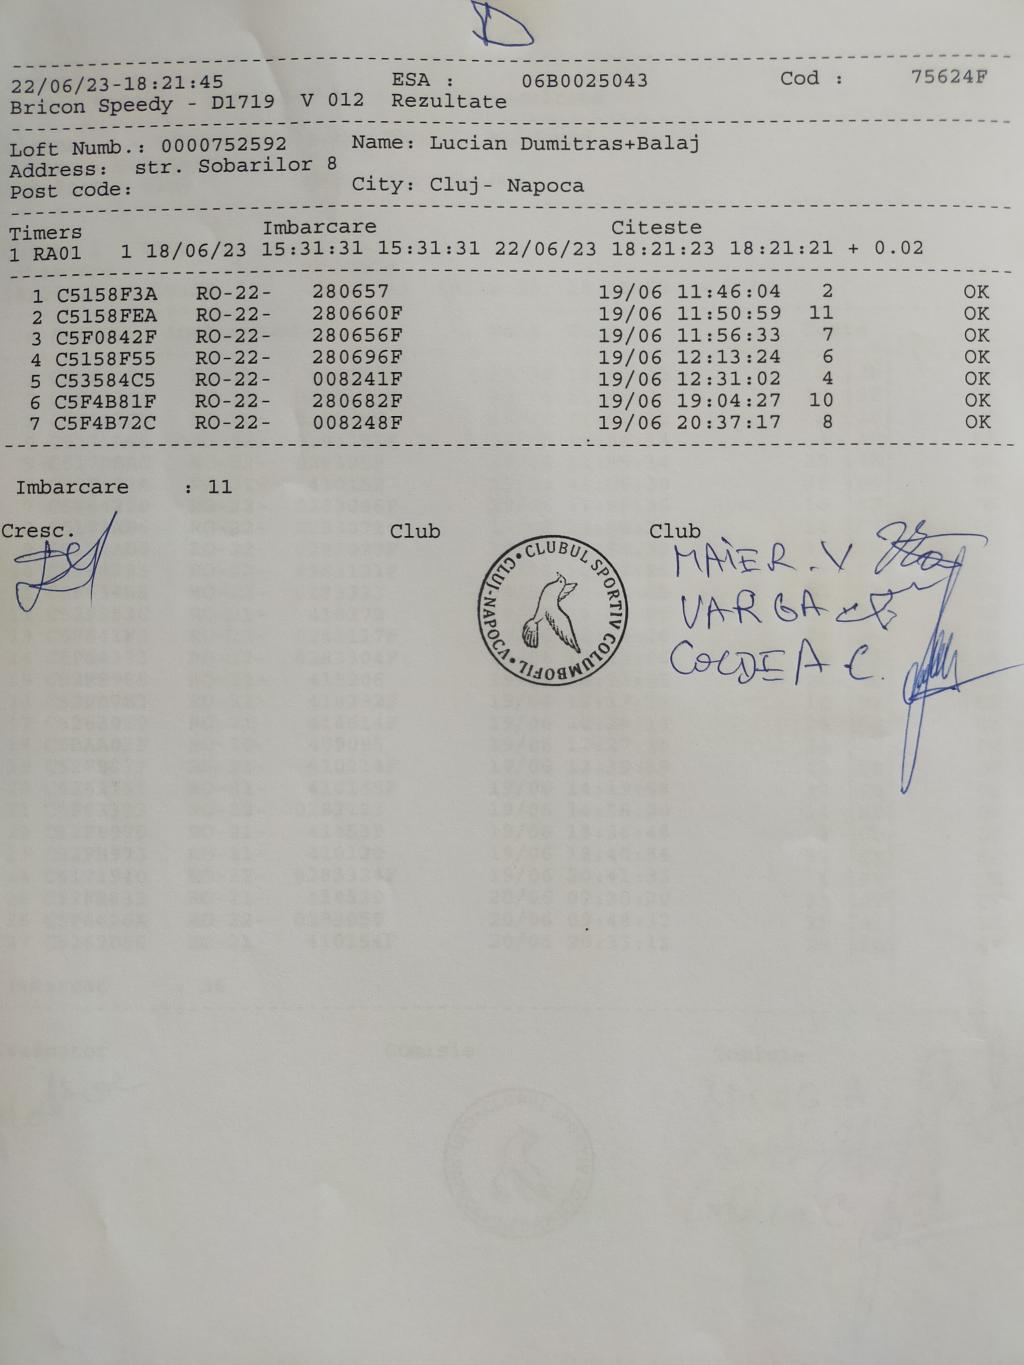 D
22/06/23-18:21:45 ESA : 06B0025043 Cod : 75624F
Bricon Speedy - D1719 V 012 Rezultate
Loft Numb.: 0000752592 Name: Lucian Dumitras+Balaj
Address: str. Sobarilor 8
Post code: City: Cluj- Napoca
Timers Imbarcare Citeste
1 RA01 1 18/06/23 15:31:31 15:31:31 22/06/23 18:21:23 18:21:21 + 0.02
1 C5158F3A RO-22- 280657 19/06 11:46:04 2 OK
2 C5158FEA RO-22- 280660F 19/06 11:50:59 11 OK
3 C5F0842F RO-22- 280656F 19/06 11:56:33 7 OK
4 C5158F55 RO-22- 280696F 19/06 12:13:24 6 OK
5 C53584C5 RO-22- 008241F 19/06 12:31:02 4 OK
6 C5F4B81F RO-22- 280682F 19/06 19:04:27 10 OK
7 C5F4B72C RO-22- 008248F 19/06 20:37:17 8 OK
Imbarcare : 11
Cresc. Club Club
CLUBUL SPORTIV COLUMBOFIL • CLUJ-NAPOCA •
MAIER.V
VARGA
COLDEA C.